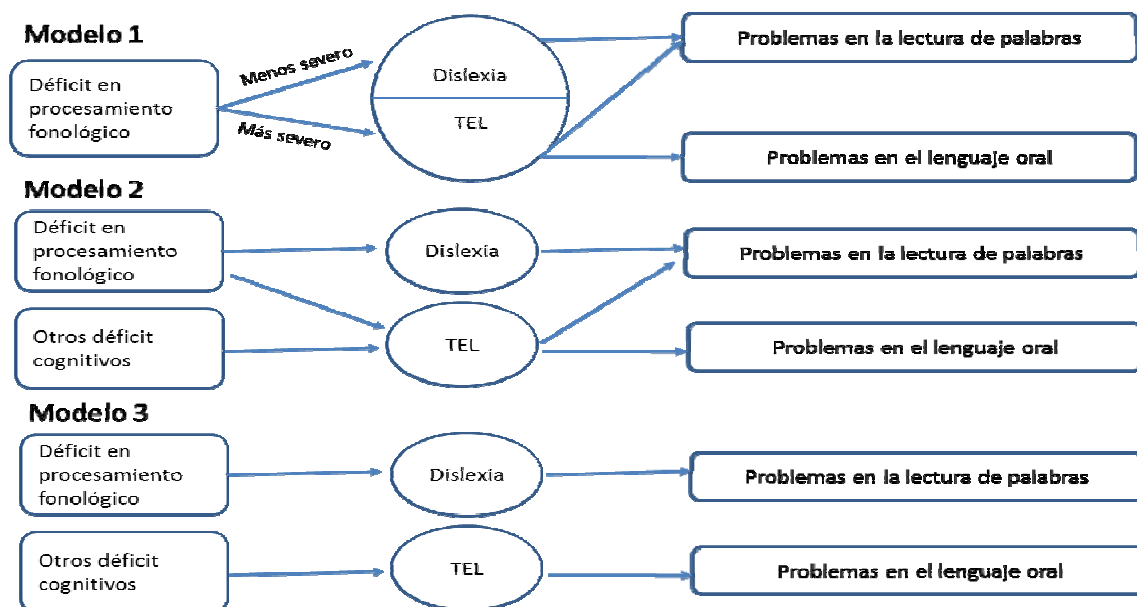 Modelo 1
Déficit en
procesamiento
fonológico
Menos severo
Más severo
Dislexia
TEL
Problemas en la lectura de palabras
Problemas en el lenguaje oral
Modelo 2
Déficit en
procesamiento
fonológico
Otros déficit
cognitivos
Dislexia
TEL
Problemas en la lectura de palabras
Problemas en el lenguaje oral
Modelo 3
Déficit en
procesamiento
fonológico
Otros déficit
cognitivos
Dislexia
TEL
Problemas en la lectura de palabras
Problemas en el lenguaje oral